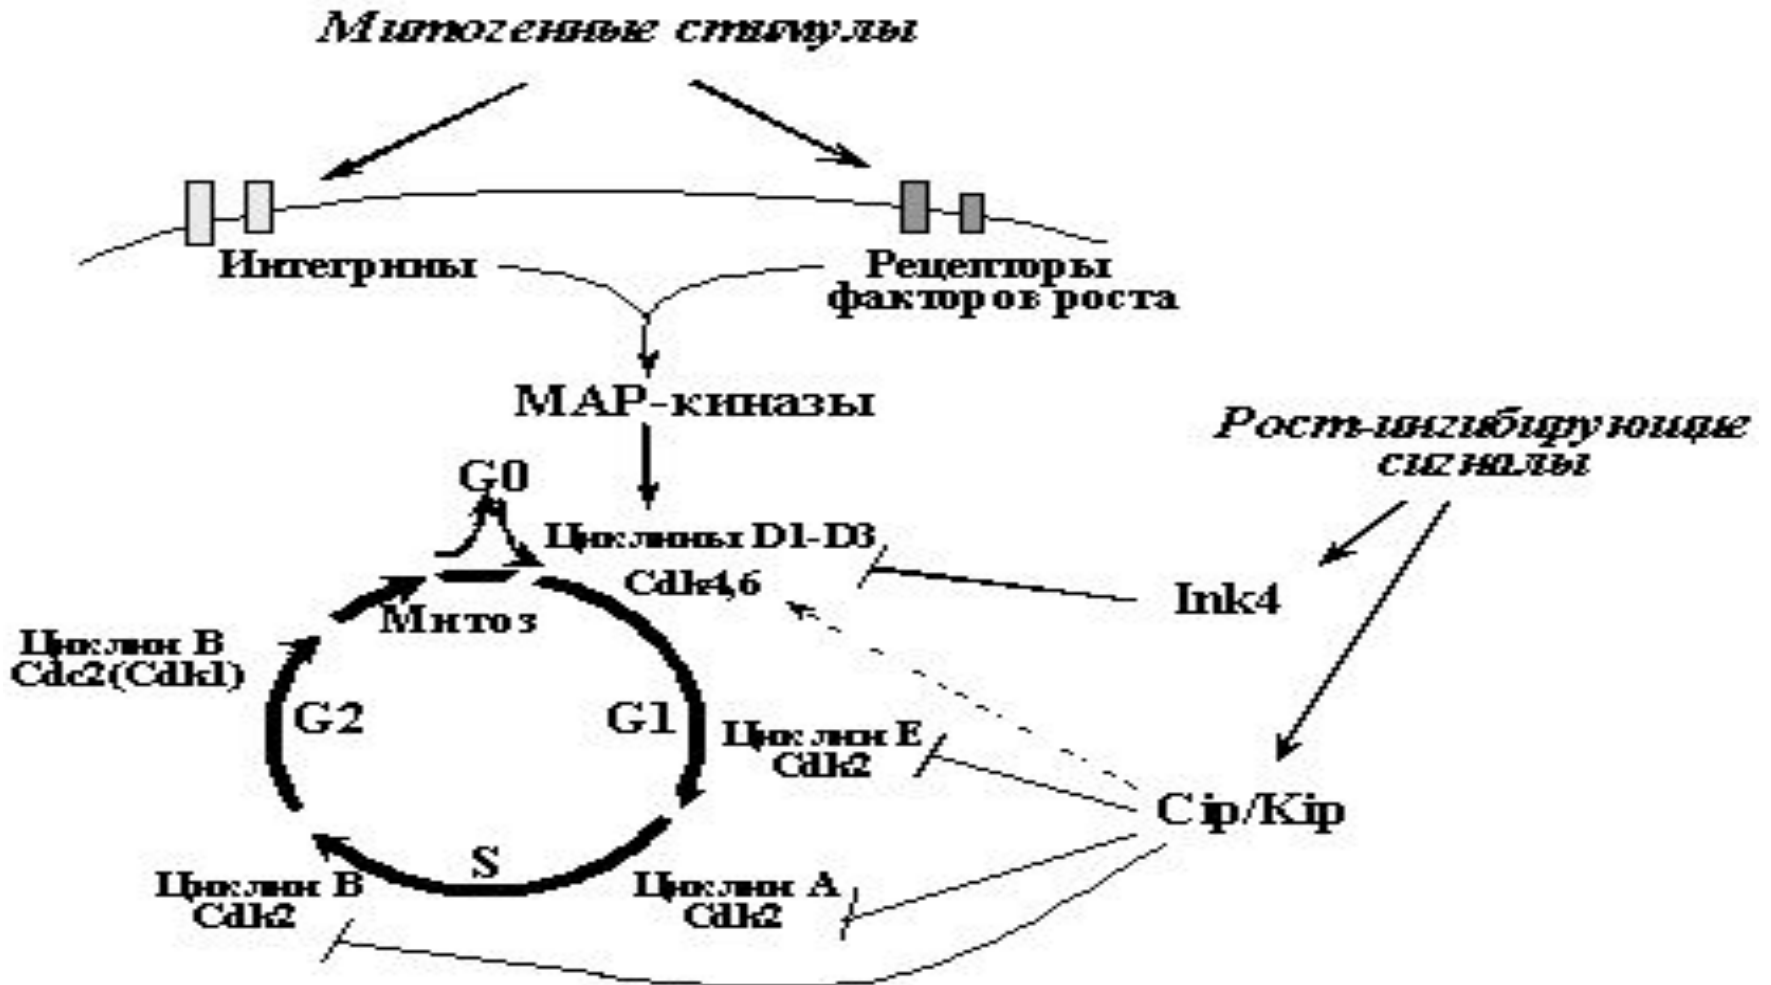 Митогенные стимулы
Интегрины
Рецепторы
факторов роста
МАР-киназы
Рост-ингибирующие
сигналы
G0
Циклины D1-D3
Cdk4,6
Ink4
Митоз
Циклин B
Cdc2(Cdk1)
G2
G1
Циклин E
Cdk2
Cip/Kip
S
Циклин B
Cdk2
Циклин A
Cdk2